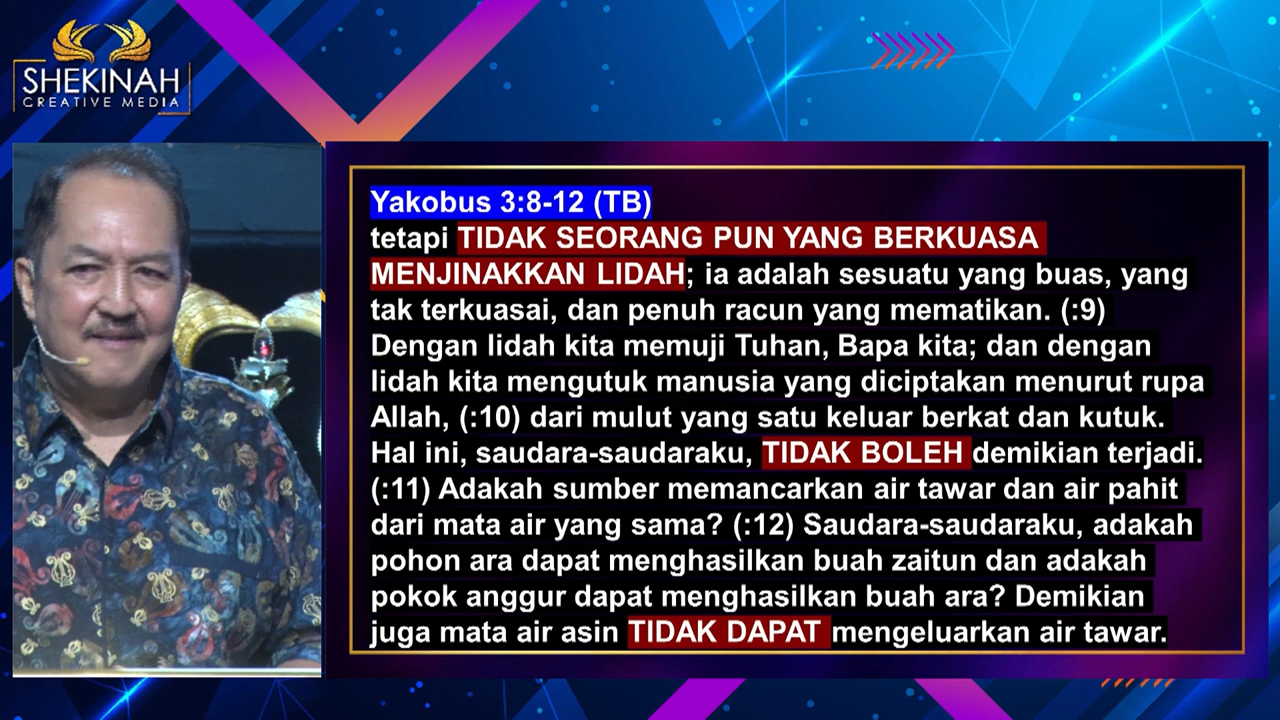 SHEKINAH
CREATIVE MEDIA
Yakobus 3:8-12 (TB)
tetapi TIDAK SEORANG PUN YANG BERKUASA
MENJINAKKAN LIDAH; ia adalah sesuatu yang buas, yang
tak terkuasai, dan penuh racun yang mematikan. (:9)
Dengan lidah kita memuji Tuhan, Bapa kita; dan dengan
lidah kita mengutuk manusia yang diciptakan menurut rupa
Allah, (:10) dari mulut yang satu keluar berkat dan kutuk.
Hal ini, saudara-saudaraku, TIDAK BOLEH demikian terjadi.
(:11) Adakah sumber memancarkan air tawar dan air pahit
dari mata air yang sama? (:12) Saudara-saudaraku, adakah
pohon ara dapat menghasilkan buah zaitun dan adakah
pokok anggur dapat menghasilkan buah ara? Demikian
juga mata air asin TIDAK DAPAT mengeluarkan air tawar.